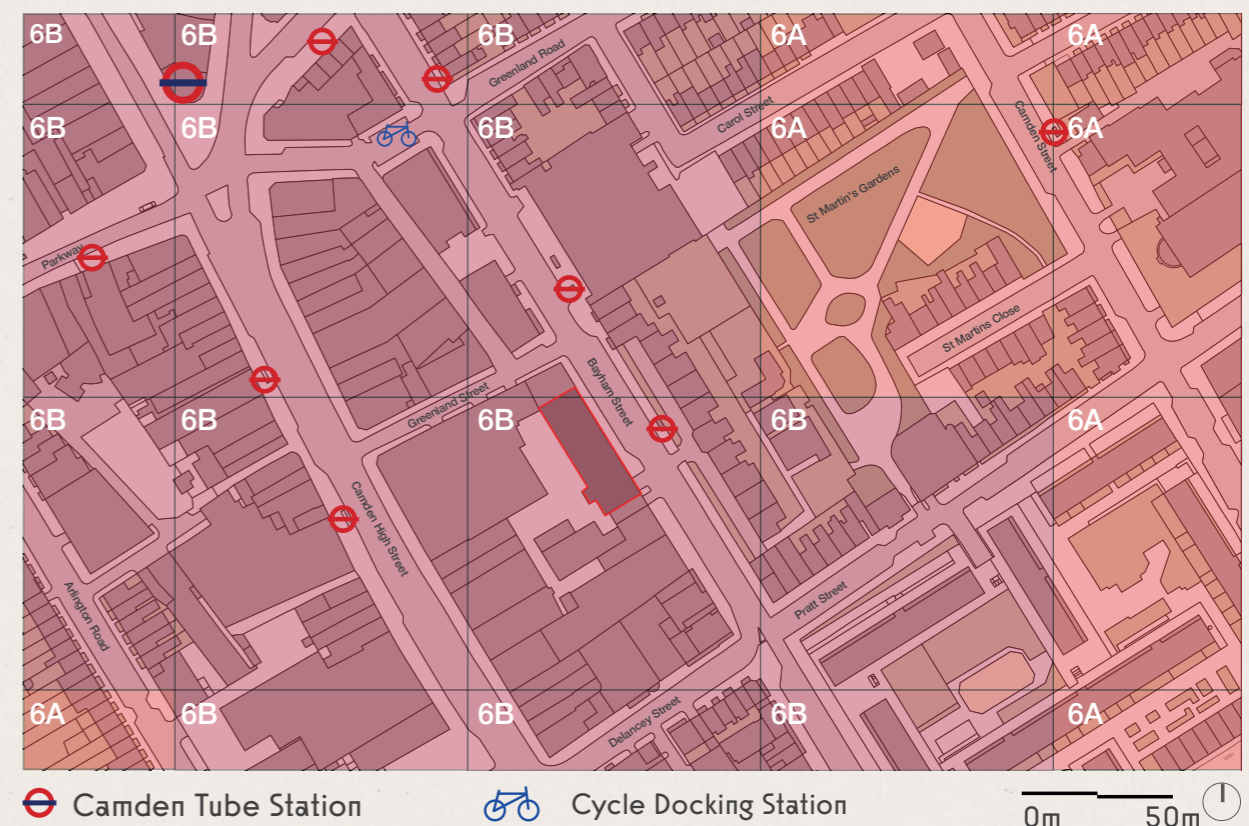 6B 6B 6B 6A 6A
Greenland Road
Carol Street
Camden Street
6B 6B 6B 6A 6A
St Martin's Gardens
Parkway
St Martins Close
Bayham Street
Greenland Street
6B 6B 6B 6B 6A
Camden High Street
Arlington Road
Pratt Street
6A 6B 6B 6B 6A
Delancey Street
Camden Tube Station
Cycle Docking Station
0m 50m